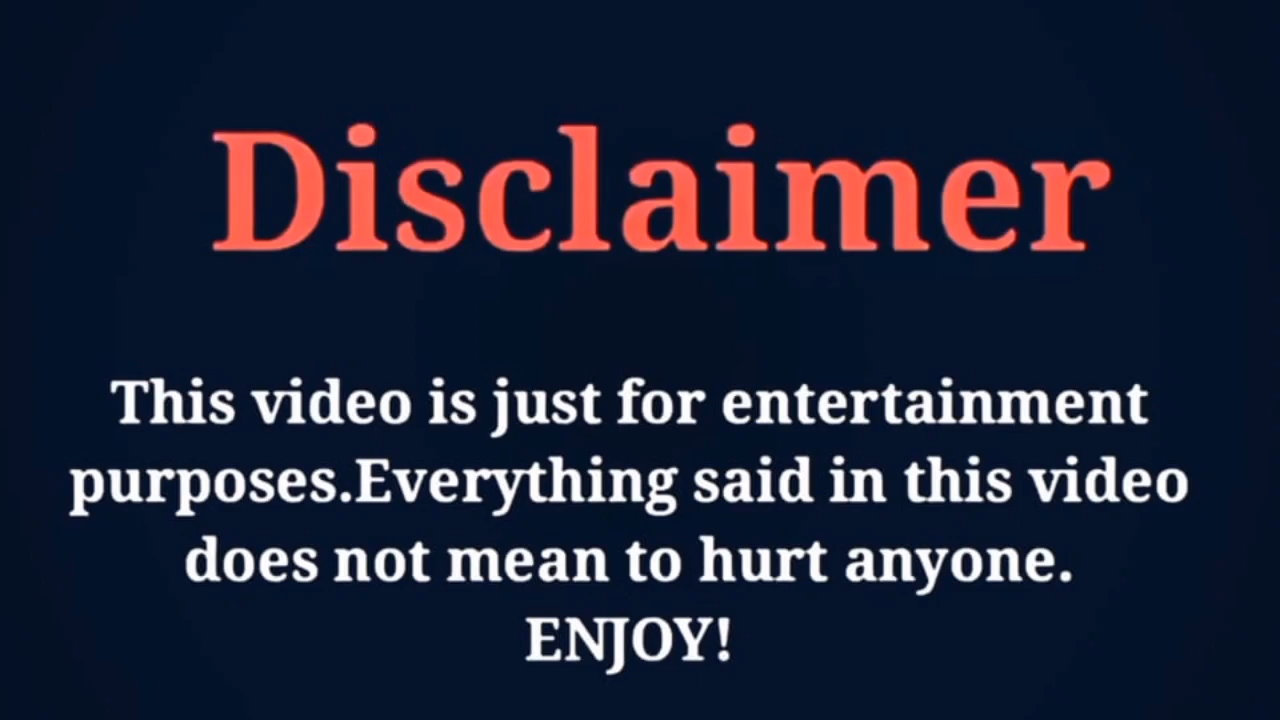 Disclaimer
This video is just for entertainment
purposes.Everything said in this video
does not mean to hurt anyone.
ENJOY!